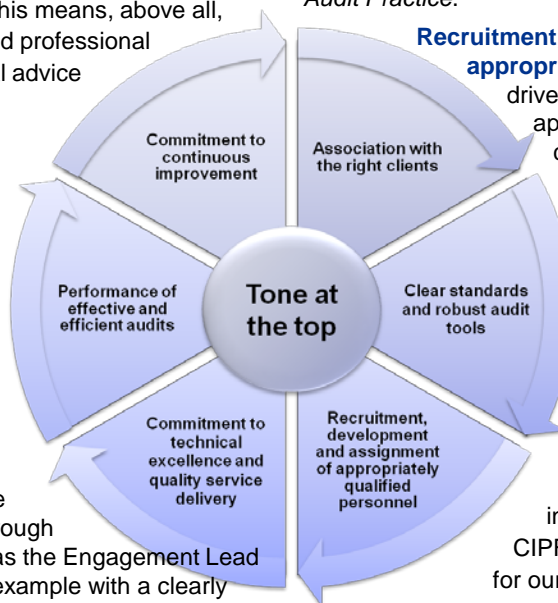 his means, above all,
d professional
l advice
Audit Practice.
Recruitment
appropri
drive
ap
Commitment to
continuous
improvement
Association with
the right clients
Performance of
effective and
efficient audits
Tone at
the top
Clear standards
and robust audit
tools
Commitment to
technical
excellence and
quality service
delivery
Recruitment,
development
and assignment
of appropriately
qualified
personnel
e
ough
as the Engagement Lead
example with a clearly
in
CIPF
for our